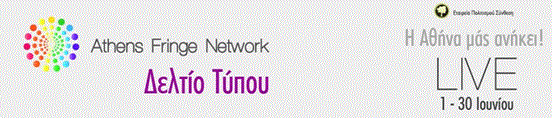 Εταιρεία Πολιτισμού Σύνθεση
Athens Fringe Network
Δελτίο Τύπου
Η Αθήνα μάς ανήκει!
LIVE
1 - 30 Ιουνίου